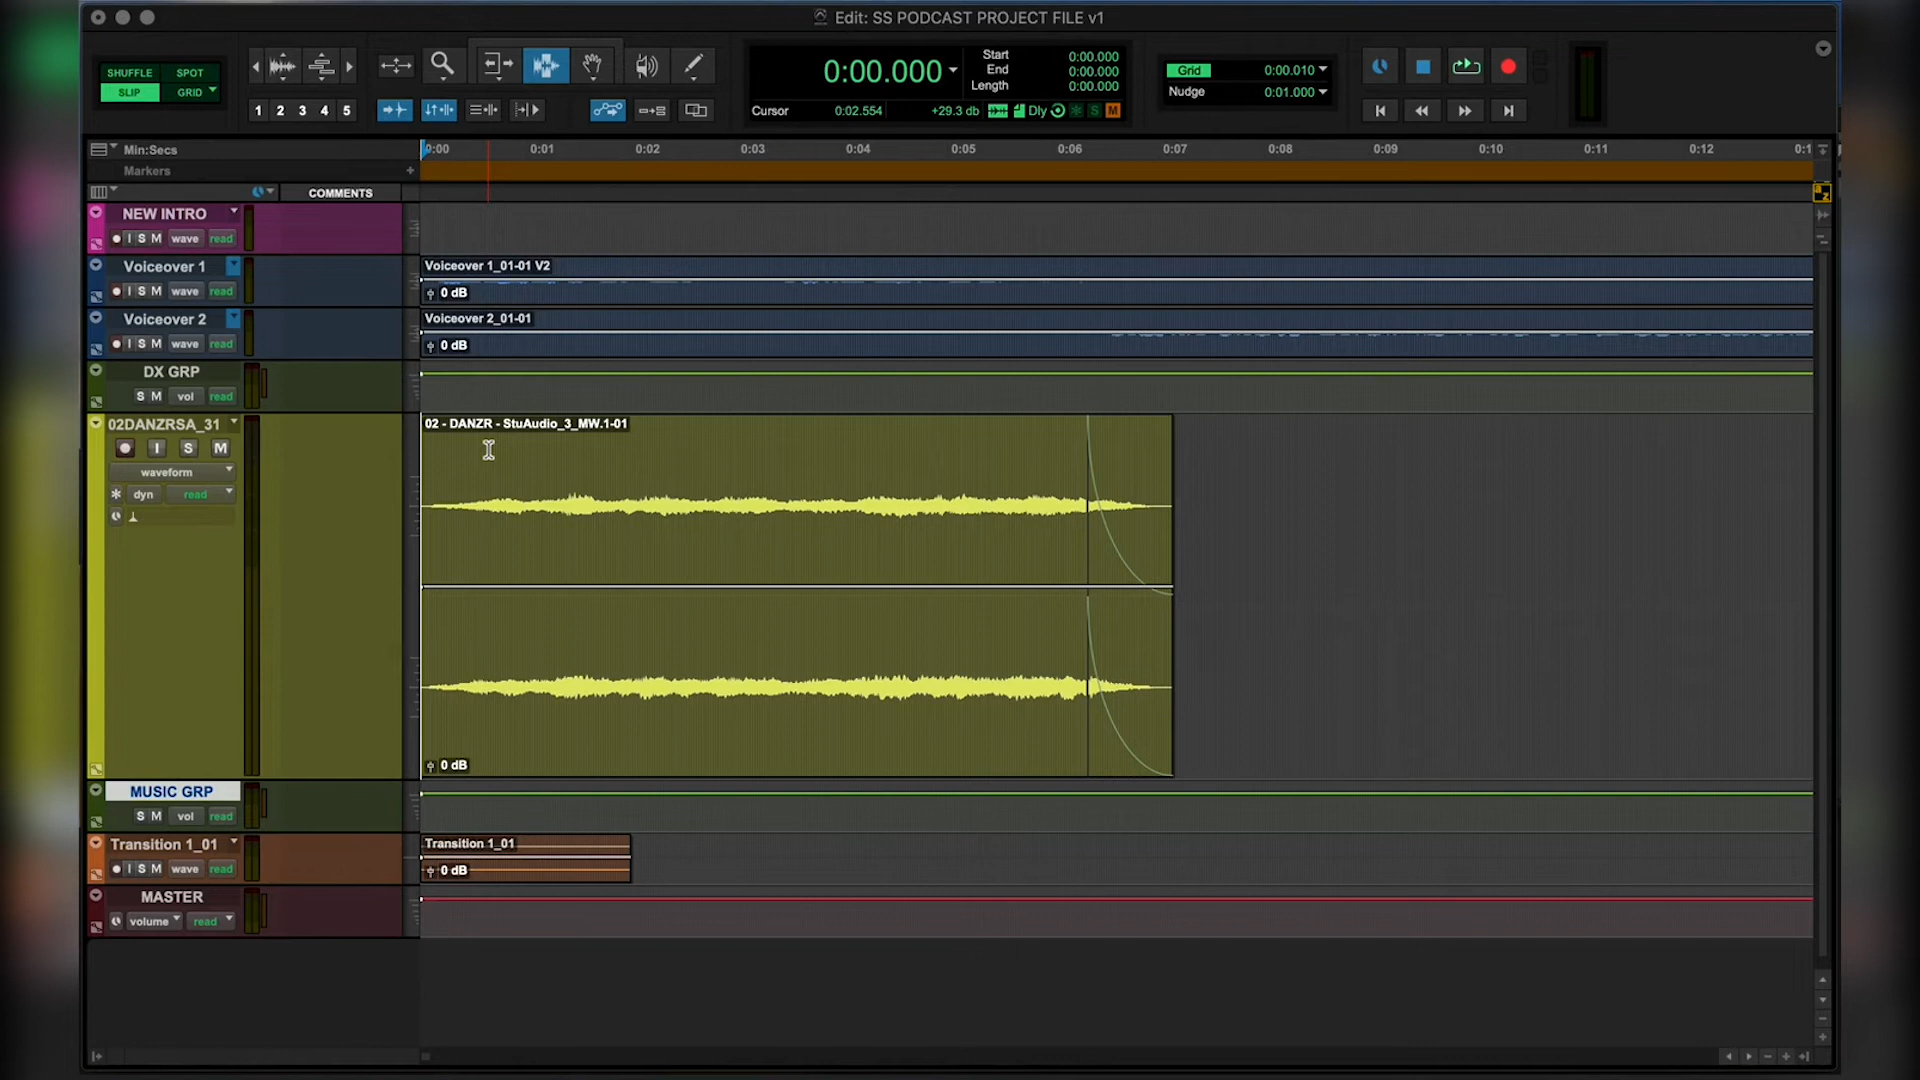 Edit: SS PODCAST PROJECT FILE v1
SHUFFLE SPOT
SLIP GRID
1 2 3 4 5
0:00.000
Start 0:00.000
End 0:00.000
Length 0:00.000
Cursor 0:02.554 +29.3 db Dly S M
Grid 0:00.010
Nudge 0:01.000
Min:Secs 0:00 0:01 0:02 0:03 0:04 0:05 0:06 0:07 0:08 0:09 0:10 0:11 0:12 0:1
Markers
COMMENTS
a z
NEW INTRO
I S M wave read
Voiceover 1
I S M wave read
Voiceover 1_01-01 V2
0 dB
Voiceover 2
I S M wave read
Voiceover 2_01-01
0 dB
DX GRP
S M vol read
02DANZRSA_31
I S M
waveform
dyn read
02 - DANZR - StuAudio_3_MW.1-01
0 dB
MUSIC GRP
S M vol read
Transition 1_01
I S M wave read
Transition 1_01
0 dB
MASTER
volume read